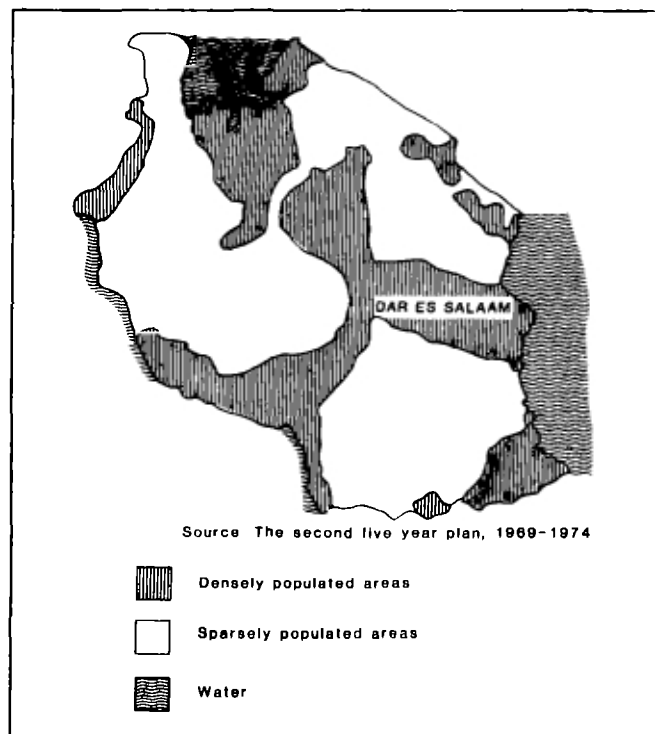 DAR ES SALAAM
Source The second five year plan, 1969-1974
Densely populated areas
Sparsely populated areas
Water